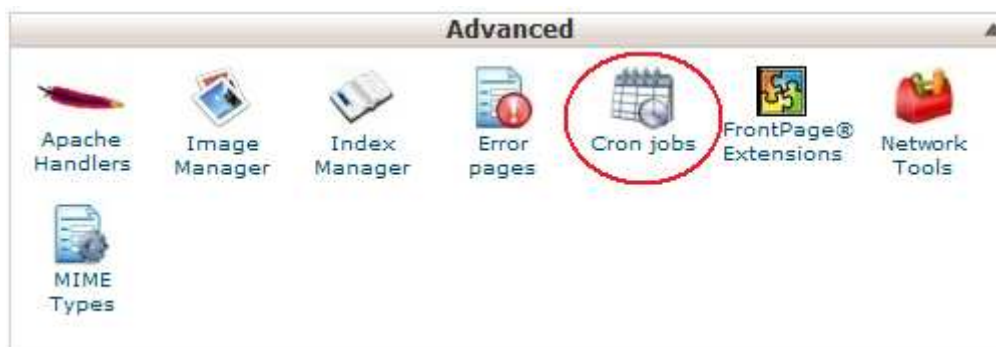 Advanced
Apache
Handlers
Image
Manager
Index
Manager
Error
pages
Cron jobs
FrontPage®
Extensions
Network
Tools
MIME
Types